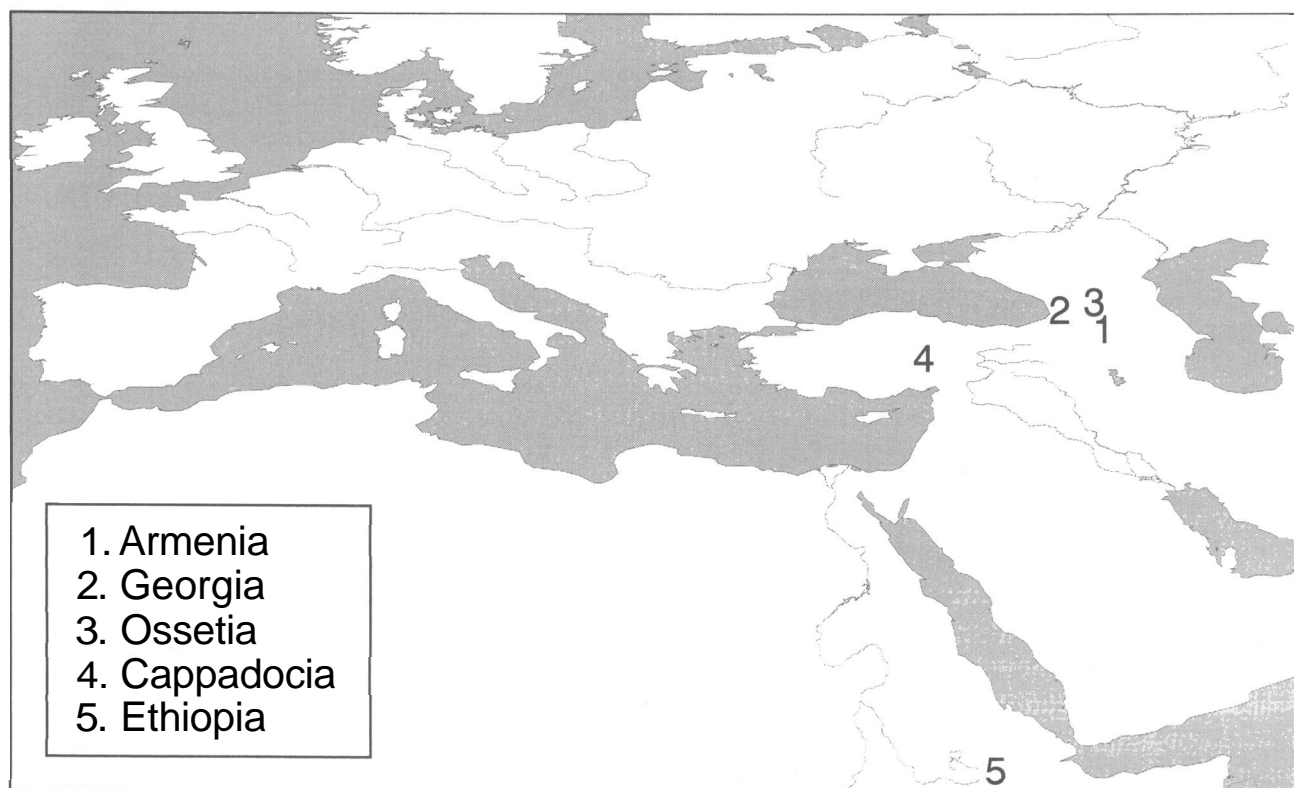 2
3
1
4
1. Armenia
2. Georgia
3. Ossetia
4. Cappadocia
5. Ethiopia
5